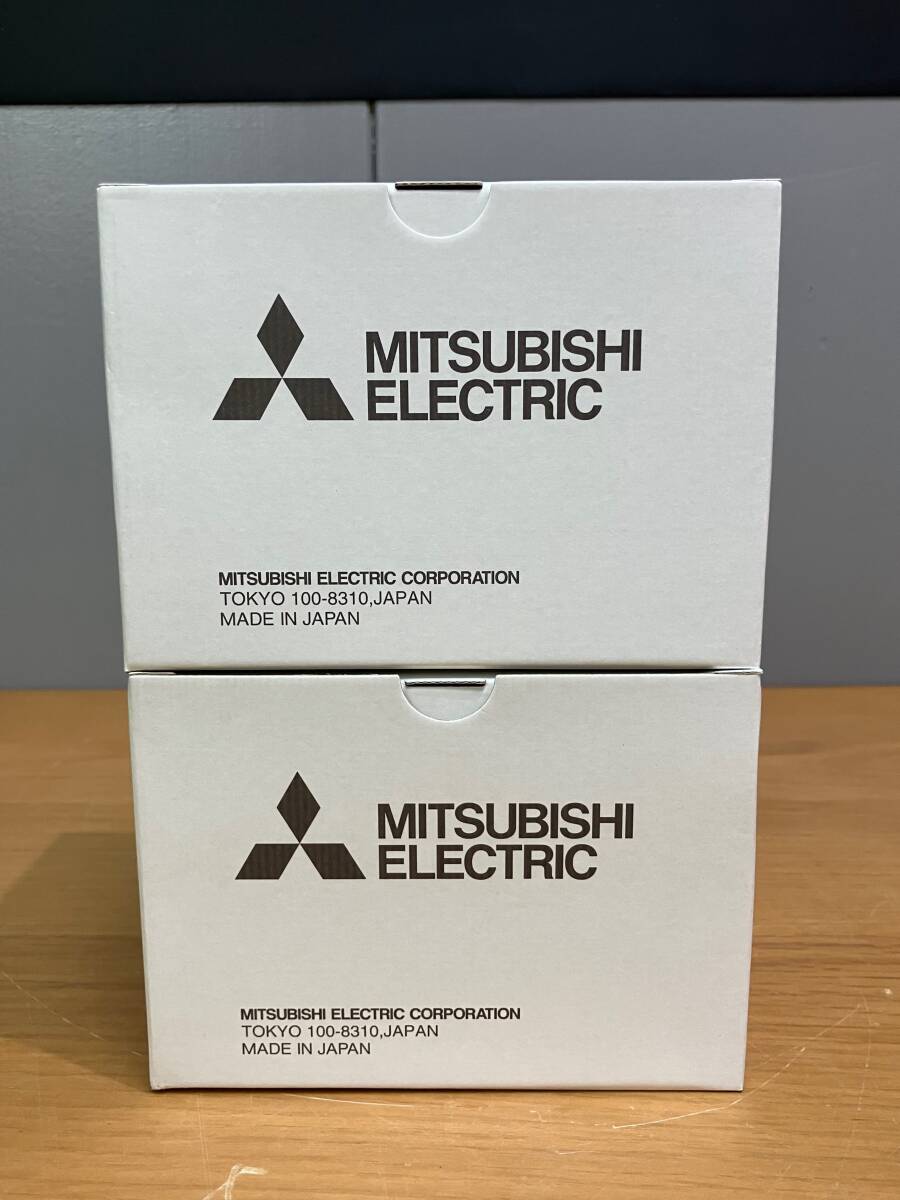 MITSUBISHI
ELECTRIC
MITSUBISHI ELECTRIC CORPORATION
TOKYO 100-8310,JAPAN
MADE IN JAPAN
MITSUBISHI
ELECTRIC
MITSUBISHI ELECTRIC CORPORATION
TOKYO 100-8310,JAPAN
MADE IN JAPAN